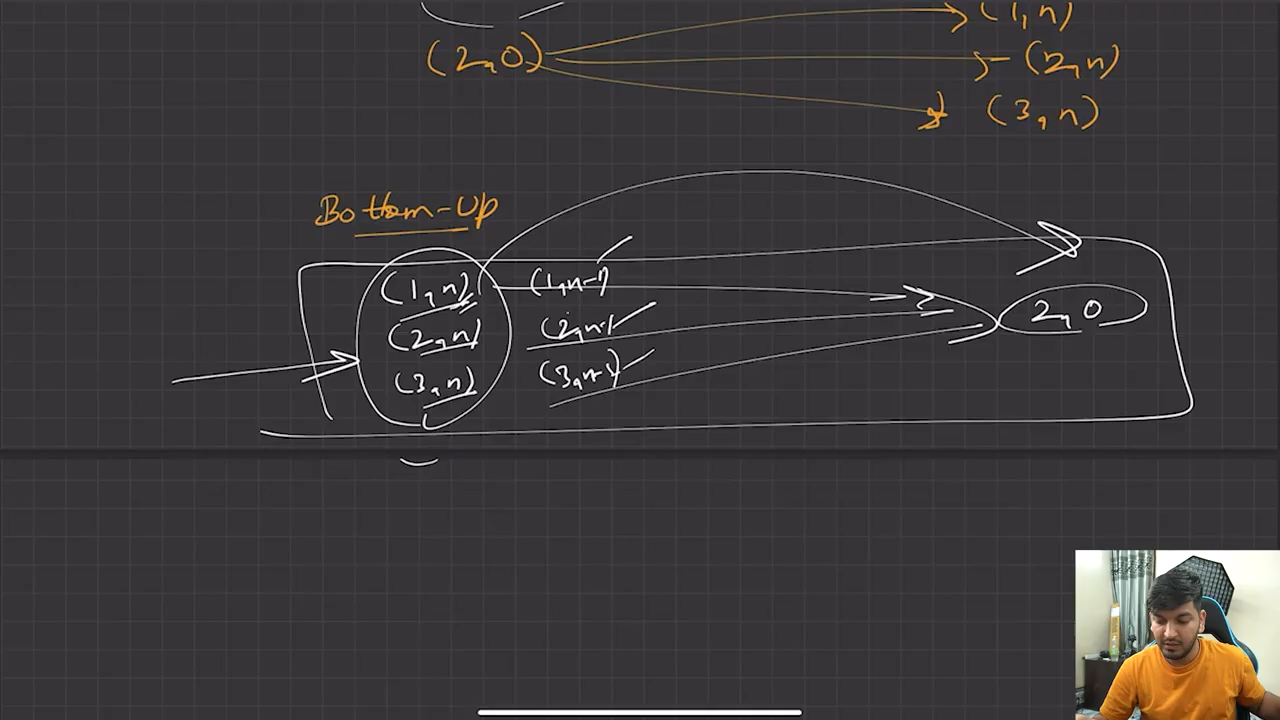 (1,n)
(2,0) (2,n)
(3,n)
Bottom-Up
(1,n) (1,n-1)
(2,n) (2,n-1) 2,0
(3,n) (3,n-1)